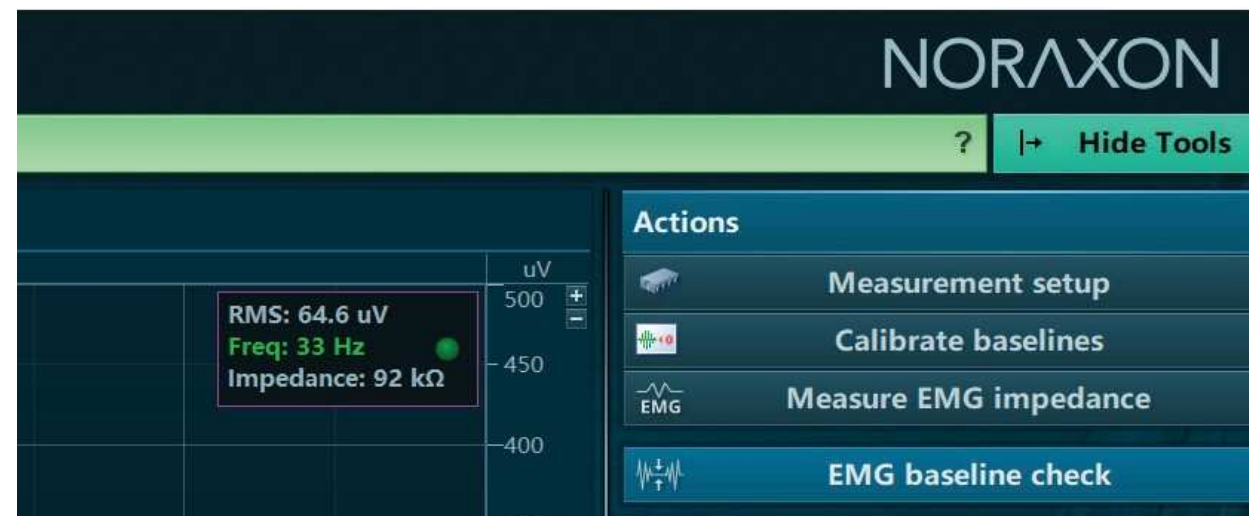 NORAXON
?
Hide Tools
Actions
uV
Measurement setup
500
RMS: 64.6 uV
Freq: 33 Hz
Calibrate baselines
450
Impedance: 92 kΩ
EMG
Measure EMG impedance
400
EMG baseline check